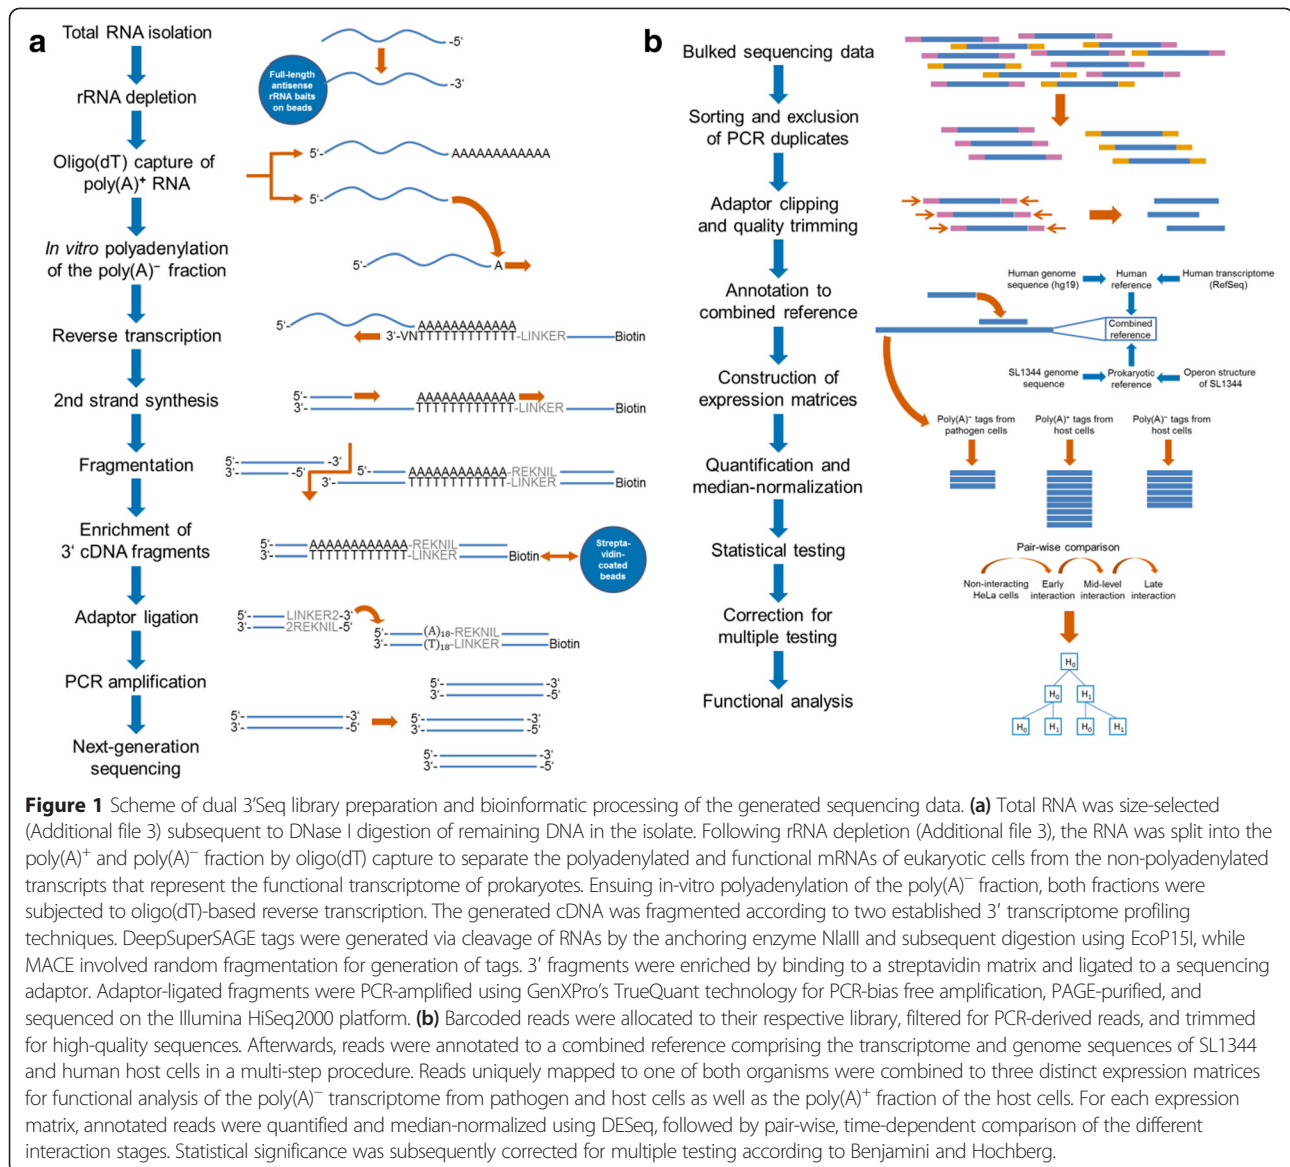 a
Total RNA isolation
rRNA depletion
Oligo(dT) capture of
poly(A)⁺ RNA
In vitro polyadenylation
of the poly(A)⁻ fraction
Reverse transcription
2nd strand synthesis
Fragmentation
Enrichment of
3' cDNA fragments
Adaptor ligation
PCR amplification
Next-generation
sequencing
-5'
-3'
Full-length
antisense
rRNA baits
on beads
5'- AAAAAAAAAAAA
5'-
5'- A
5'- AAAAAAAAAAAA
3'-VNTTTTTTTTTTTT-LINKER Biotin
5'- AAAAAAAAAAAA
3'- TTTTTTTTTTTT-LINKER Biotin
5'- -3'
3'- -5'
5'- AAAAAAAAAAAA-REKNIL
3'- TTTTTTTTTTTT-LINKER Biotin
5'- AAAAAAAAAAAA-REKNIL
3'- TTTTTTTTTTTT-LINKER Biotin
Strepta-
vidin-
coated
beads
5'- LINKER2-3'
3'- 2REKNIL-5'
5'- (A)₁₈-REKNIL
3'- (T)₁₈-LINKER Biotin
5'- -3'
3'- -5'
5'- -3'
3'- -5'
5'- -3'
3'- -5'
5'- -3'
3'- -5'
b
Bulked sequencing data
Sorting and exclusion
of PCR duplicates
Adaptor clipping
and quality trimming
Annotation to
combined reference
Construction of
expression matrices
Quantification and
median-normalization
Statistical testing
Correction for
multiple testing
Functional analysis
Human genome
sequence (hg19)
Human
reference
Human transcriptome
(RefSeq)
Combined
reference
SL1344 genome
sequence
Prokaryotic
reference
Operon structure
of SL1344
Poly(A)⁻ tags from
pathogen cells
Poly(A)⁺ tags from
host cells
Poly(A)⁻ tags from
host cells
Pair-wise comparison
Non-interacting
HeLa cells
Early
interaction
Mid-level
interaction
Late
interaction
H₀
H₀ H₁
H₀ H₁ H₀ H₁
Figure 1 Scheme of dual 3'Seq library preparation and bioinformatic processing of the generated sequencing data. (a) Total RNA was size-selected
(Additional file 3) subsequent to DNase I digestion of remaining DNA in the isolate. Following rRNA depletion (Additional file 3), the RNA was split into the
poly(A)⁺ and poly(A)⁻ fraction by oligo(dT) capture to separate the polyadenylated and functional mRNAs of eukaryotic cells from the non-polyadenylated
transcripts that represent the functional transcriptome of prokaryotes. Ensuing in-vitro polyadenylation of the poly(A)⁻ fraction, both fractions were
subjected to oligo(dT)-based reverse transcription. The generated cDNA was fragmented according to two established 3' transcriptome profiling
techniques. DeepSuperSAGE tags were generated via cleavage of RNAs by the anchoring enzyme NlaIII and subsequent digestion using EcoP15I, while
MACE involved random fragmentation for generation of tags. 3' fragments were enriched by binding to a streptavidin matrix and ligated to a sequencing
adaptor. Adaptor-ligated fragments were PCR-amplified using GenXPro's TrueQuant technology for PCR-bias free amplification, PAGE-purified, and
sequenced on the Illumina HiSeq2000 platform. (b) Barcoded reads were allocated to their respective library, filtered for PCR-derived reads, and trimmed
for high-quality sequences. Afterwards, reads were annotated to a combined reference comprising the transcriptome and genome sequences of SL1344
and human host cells in a multi-step procedure. Reads uniquely mapped to one of both organisms were combined to three distinct expression matrices
for functional analysis of the poly(A)⁻ transcriptome from pathogen and host cells as well as the poly(A)⁺ fraction of the host cells. For each expression
matrix, annotated reads were quantified and median-normalized using DESeq, followed by pair-wise, time-dependent comparison of the different
interaction stages. Statistical significance was subsequently corrected for multiple testing according to Benjamini and Hochberg.